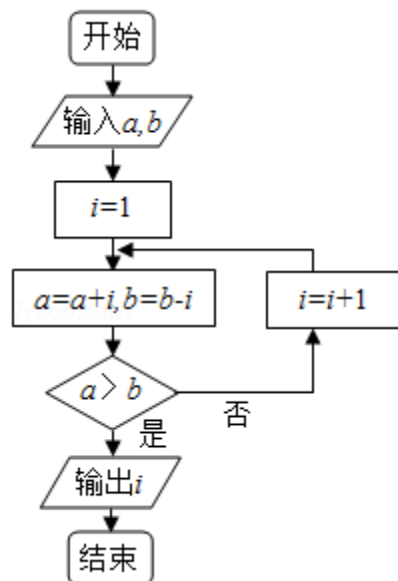 开始
输入a,b
i=1
a=a+i,b=b-i
i=i+1
a>b
否
是
输出i
结束